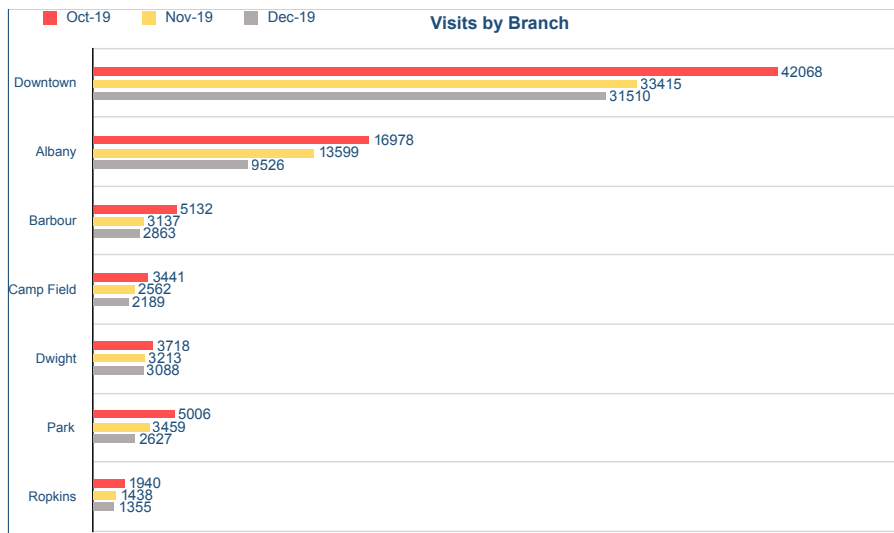 Oct-19 Nov-19 Dec-19
Visits by Branch
Downtown
42068
33415
31510
Albany
16978
13599
9526
Barbour
5132
3137
2863
Camp Field
3441
2562
2189
Dwight
3718
3213
3088
Park
5006
3459
2627
Ropkins
1940
1438
1355